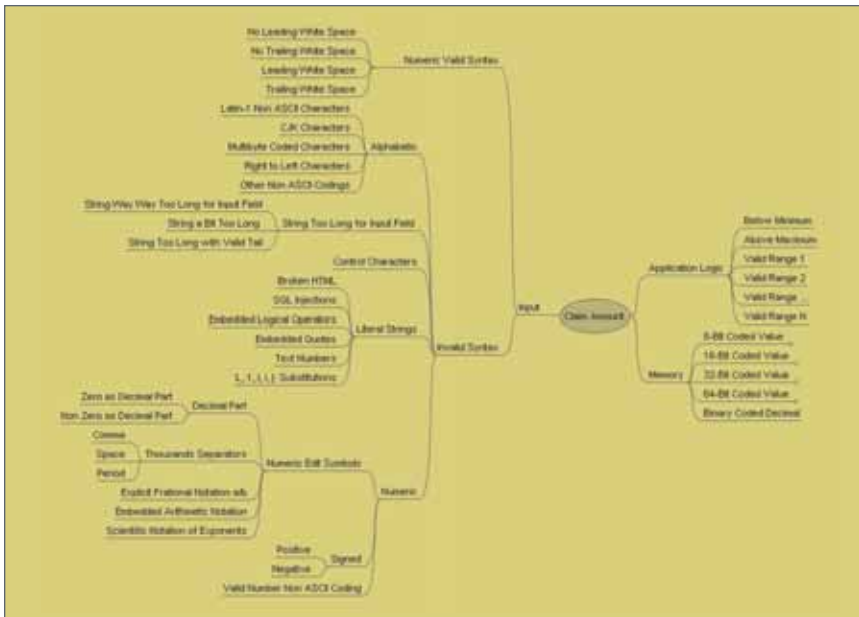 No Leading White Space
No Trailing White Space
Leading White Space
Trailing White Space
Numeric Valid Syntax
Latin-1 Non ASCII Characters
CJK Characters
Multibyte Coded Characters
Right to Left Characters
Other Non ASCII Codings
Alphabetic
String Way Way Too Long for Input Field
String a Bit Too Long
String Too Long with Valid Tail
String Too Long for Input Field
Control Characters
Broken HTML
SQL Injections
Embedded Logical Operators
Embedded Quotes
Text Numbers
Substitutions
Literal Strings
Invalid Syntax
Zero as Decimal Part
Non Zero as Decimal Part
Decimal Part
Comma
Space
Period
Thousands Separators
Explicit Frational Notation a/b
Embedded Arithmetic Notation
Scientific Notation of Exponents
Numeric Edit Symbols
Positive
Negative
Signed
Valid Number Non ASCII Coding
Numeric
Input
Claim Amount
Application Logic
Below Minimum
Above Maximum
Valid Range 1
Valid Range 2
Valid Range ...
Valid Range N
Memory
8-Bit Coded Value
16-Bit Coded Value
32-Bit Coded Value
64-Bit Coded Value
Binary Coded Decimal